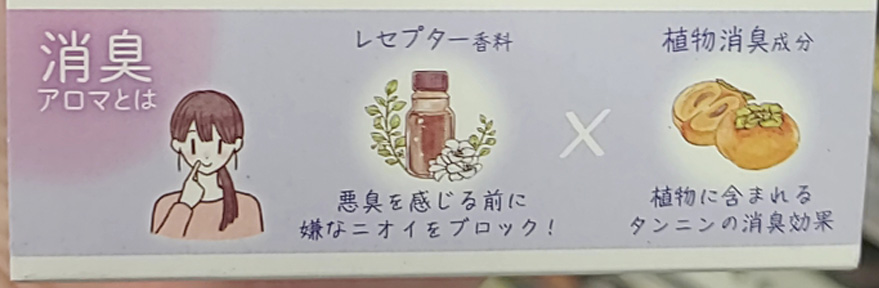 消臭
アロマとは
レセプター香料
悪臭を感じる前に
嫌なニオイをブロック!
×
植物消臭成分
植物に含まれる
タンニンの消臭効果